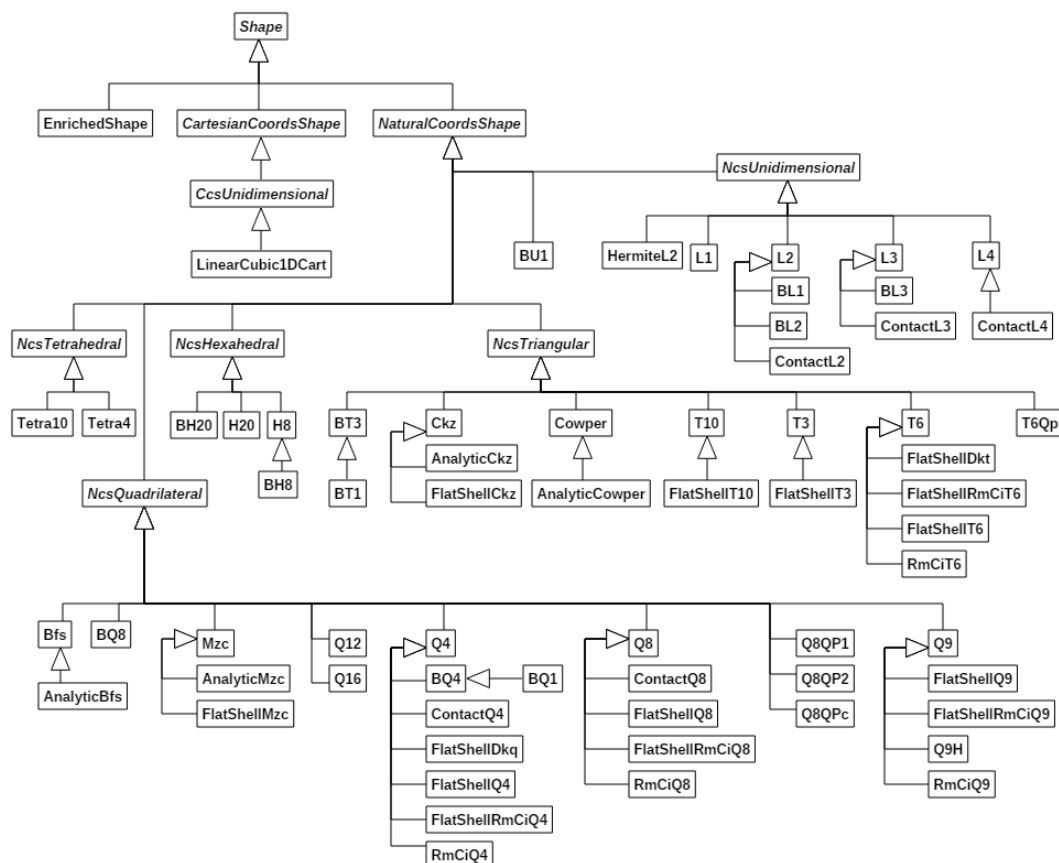 Shape
EnrichedShape
CartesianCoordsShape
NaturalCoordsShape
NcsUnidimensional
CcsUnidimensional
LinearCubic1DCart
BU1
HermiteL2
L1
L2
L3
L4
BL1
BL3
BL2
ContactL3
ContactL4
ContactL2
NcsTetrahedral
NcsHexahedral
NcsTriangular
Tetra10
Tetra4
BH20
H20
H8
BH8
BT3
Ckz
Cowper
T10
T3
T6
T6Qp
BT1
AnalyticCkz
FlatShellCkz
AnalyticCowper
FlatShellT10
FlatShellT3
FlatShellDkt
FlatShellRmCiT6
FlatShellT6
RmCiT6
NcsQuadrilateral
Bfs
BQ8
Mzc
Q12
Q4
Q8
Q8QP1
Q9
AnalyticBfs
AnalyticMzc
FlatShellMzc
Q16
BQ4
BQ1
ContactQ4
FlatShellDkq
FlatShellQ4
FlatShellRmCiQ4
RmCiQ4
ContactQ8
FlatShellQ8
FlatShellRmCiQ8
RmCiQ8
Q8QP2
Q8QPc
FlatShellQ9
FlatShellRmCiQ9
Q9H
RmCiQ9